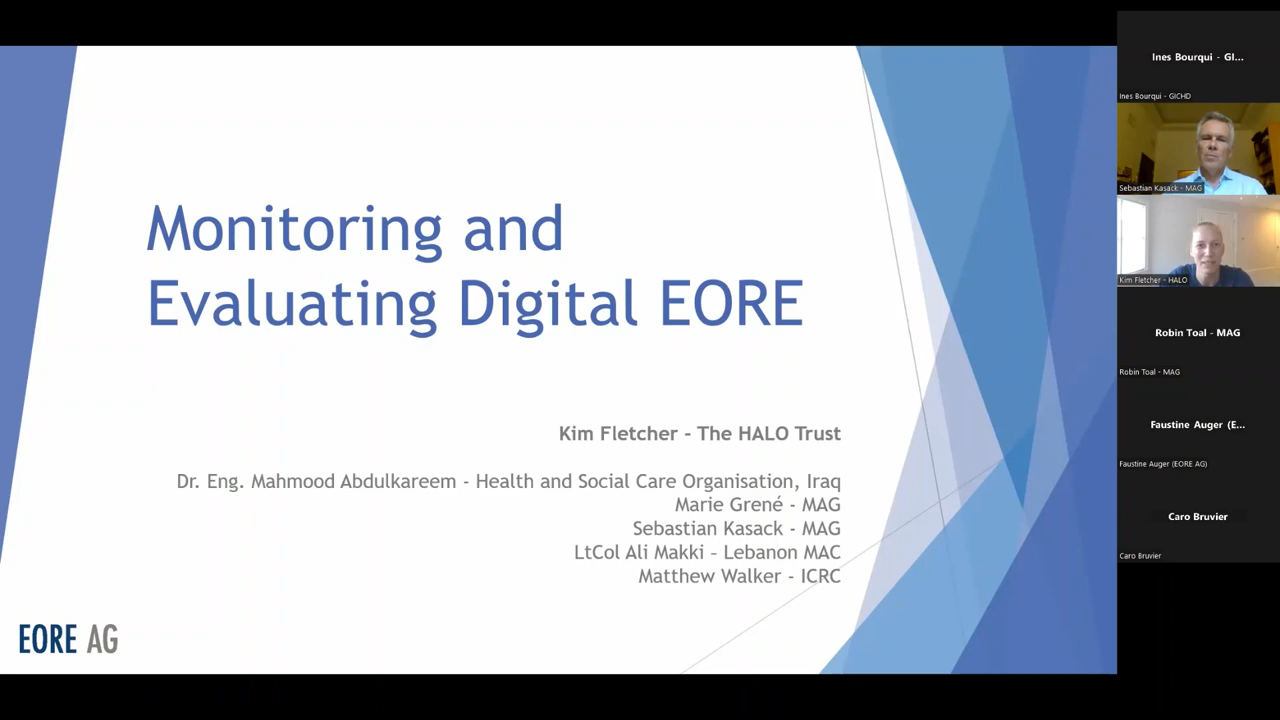 Monitoring and
Evaluating Digital EORE
Kim Fletcher - The HALO Trust
Dr. Eng. Mahmood Abdulkareem - Health and Social Care Organisation, Iraq
Marie Grené - MAG
Sebastian Kasack - MAG
LtCol Ali Makki – Lebanon MAC
Matthew Walker - ICRC
EORE AG
Ines Bourqui - GI...
Ines Bourqui - GICHD
Sebastian Kasack - MAG
Kim Fletcher - HALO
Robin Toal - MAG
Robin Toal - MAG
Faustine Auger (E...
Faustine Auger (EORE AG)
Caro Bruvier
Caro Bruvier